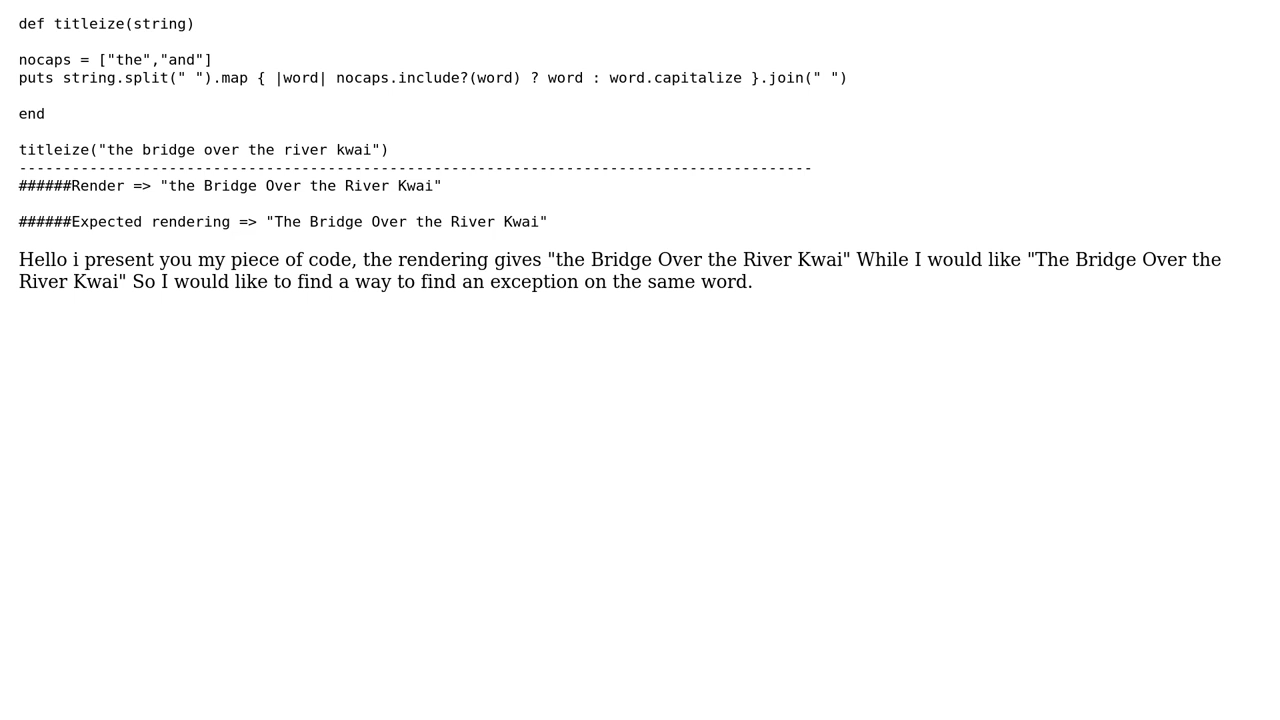 def titleize(string)
nocaps = ["the","and"]
puts string.split(" ").map { |word| nocaps.include?(word) ? word : word.capitalize }.join(" ")
end
titleize("the bridge over the river kwai")
------------------------------------------------------------------------------------------
######Render => "the Bridge Over the River Kwai"
######Expected rendering => "The Bridge Over the River Kwai"
Hello i present you my piece of code, the rendering gives "the Bridge Over the River Kwai" While I would like "The Bridge Over the
River Kwai" So I would like to find a way to find an exception on the same word.